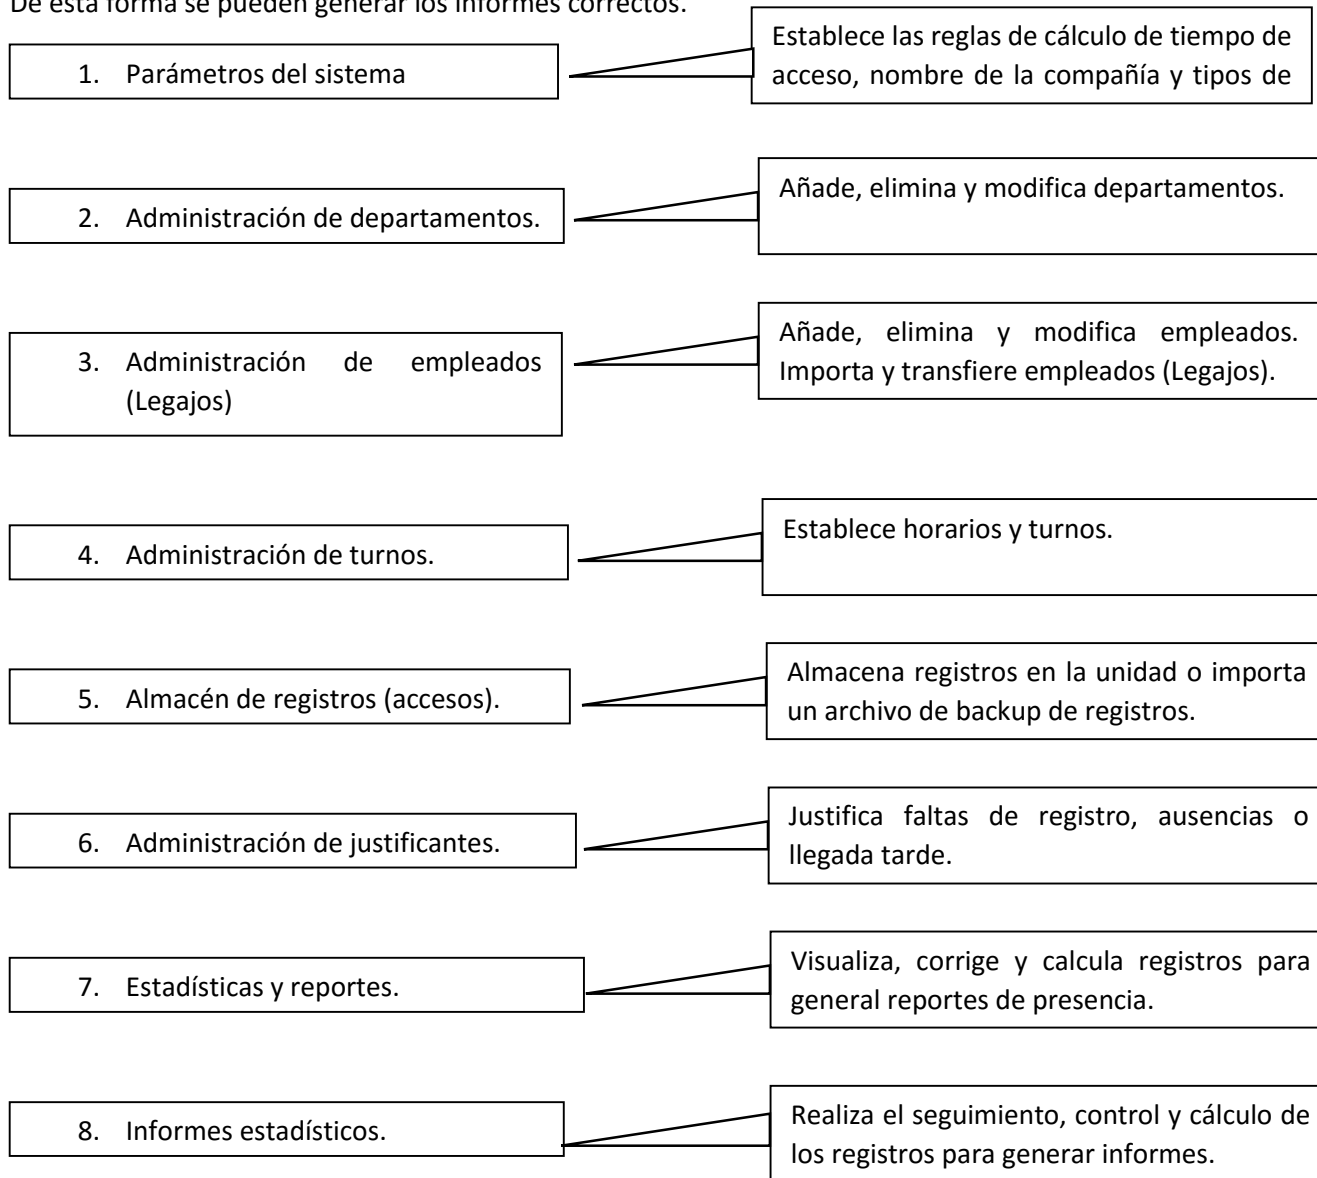 De esta forma se pueden generar los informes correctos.
1. Parámetros del sistema
Establece las reglas de cálculo de tiempo de
acceso, nombre de la compañía y tipos de
2. Administración de departamentos.
Añade, elimina y modifica departamentos.
3. Administración de empleados
(Legajos)
Añade, elimina y modifica empleados.
Importa y transfiere empleados (Legajos).
4. Administración de turnos.
Establece horarios y turnos.
5. Almacén de registros (accesos).
Almacena registros en la unidad o importa
un archivo de backup de registros.
6. Administración de justificantes.
Justifica faltas de registro, ausencias o
llegada tarde.
7. Estadísticas y reportes.
Visualiza, corrige y calcula registros para
general reportes de presencia.
8. Informes estadísticos.
Realiza el seguimiento, control y cálculo de
los registros para generar informes.